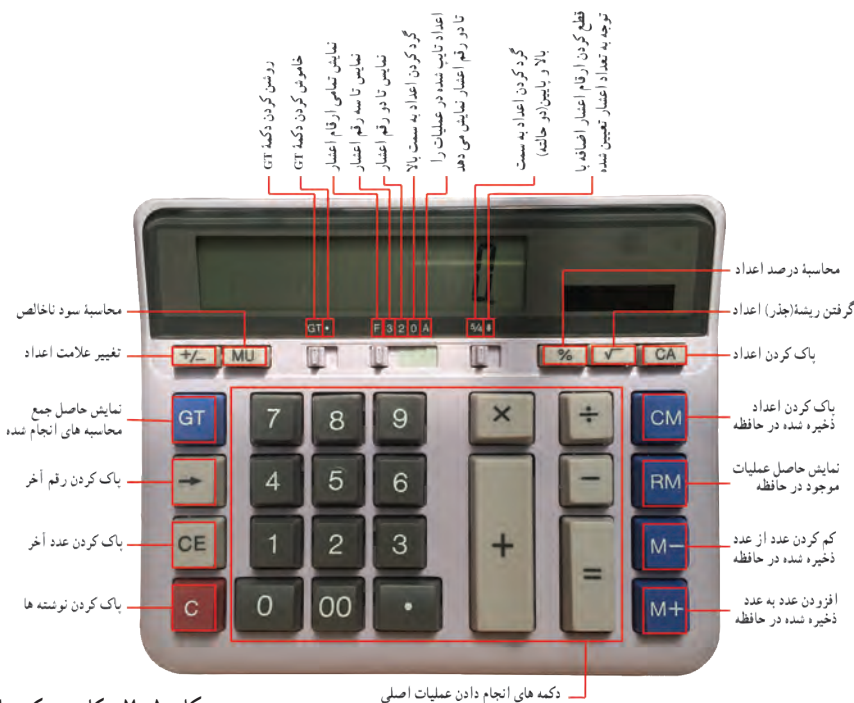 روشن کردن دکمهٔ GT
خاموش کردن دکمهٔ GT
نمایش تمامی ارقام اعشار
نمایس تا سه رقم اعشار
نمایس تا دو رقم اعشار
گرد کردن اعداد به سمت بالا
اعداد تایپ شده در عملیات را
تا دو رقم اعشار نمایش می دهد
گرد کردن اعداد به سمت
بالا و پایین(دو حالته)
قطع کردن ارقام اعشار اضافه با
توجه به تعداد اعشار تعیین شده
0
GT •
F 3 2 0 A
5/4
محاسبهٔ درصد اعداد
گرفتن ریشهٔ(جذر) اعداد
پاک کردن اعداد
محاسبهٔ سود ناخالص
تغییر علامت اعداد
+/− MU % √ CA
نمایش حاصل جمع
محاسبه های انجام شده
GT 7 8 9 × ÷ CM
پاک کردن اعداد
ذخیره شده در حافظه
پاک کردن رقم آخر
→ 4 5 6 − RM
نمایش حاصل عملیات
موجود در حافظه
پاک کردن عدد آخر
CE 1 2 3 + = M−
کم کردن عدد از عدد
ذخیره شده در حافظه
پاک کردن نوشته ها
C 0 00 • M+
افزودن عدد به عدد
ذخیره شده در حافظه
دکمه های انجام دادن عملیات اصلی